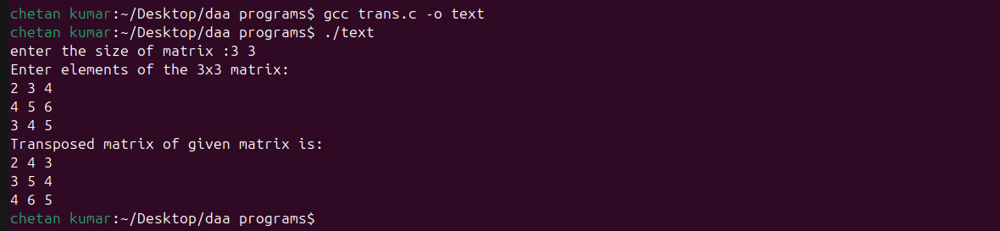 chetan kumar:~/Desktop/daa programs$ gcc trans.c -o text
chetan kumar:~/Desktop/daa programs$ ./text
enter the size of matrix :3 3
Enter elements of the 3x3 matrix:
2 3 4
4 5 6
3 4 5
Transposed matrix of given matrix is:
2 4 3
3 5 4
4 6 5
chetan kumar:~/Desktop/daa programs$